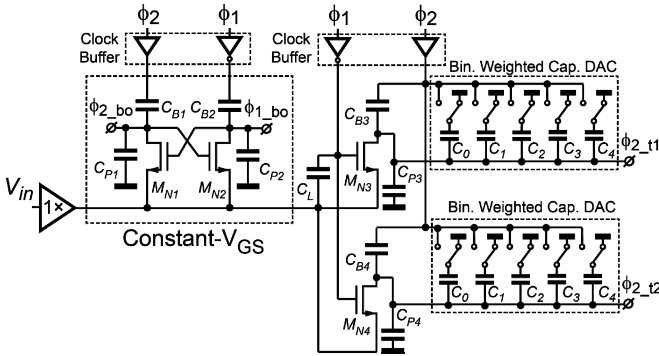 ϕ2 ϕ1 ϕ1 ϕ2
Clock Buffer
Clock Buffer
Bin. Weighted Cap. DAC
ϕ2_bo
CB1
CB2
ϕ1_bo
CB3
C0 C1 C2 C3 C4
ϕ2_t1
CP1
MN1
MN2
CP2
CL
MN3
CP3
Vin
1×
Constant-VGS
Bin. Weighted Cap. DAC
CB4
C0 C1 C2 C3 C4
ϕ2_t2
MN4
CP4